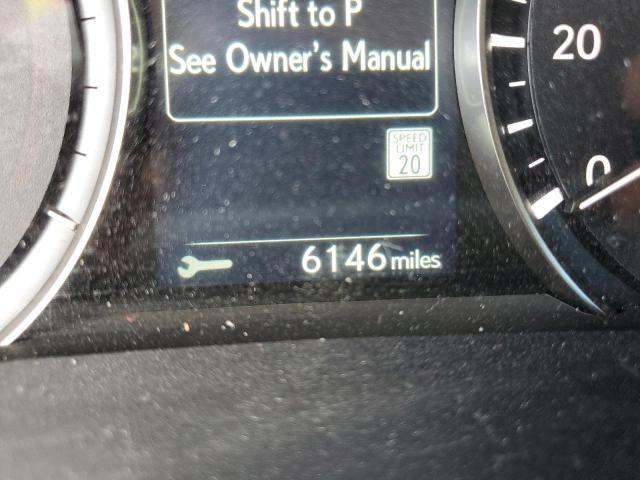 Shift to P
See Owner's Manual
20
SPEED
LIMIT
20
0
6146 miles